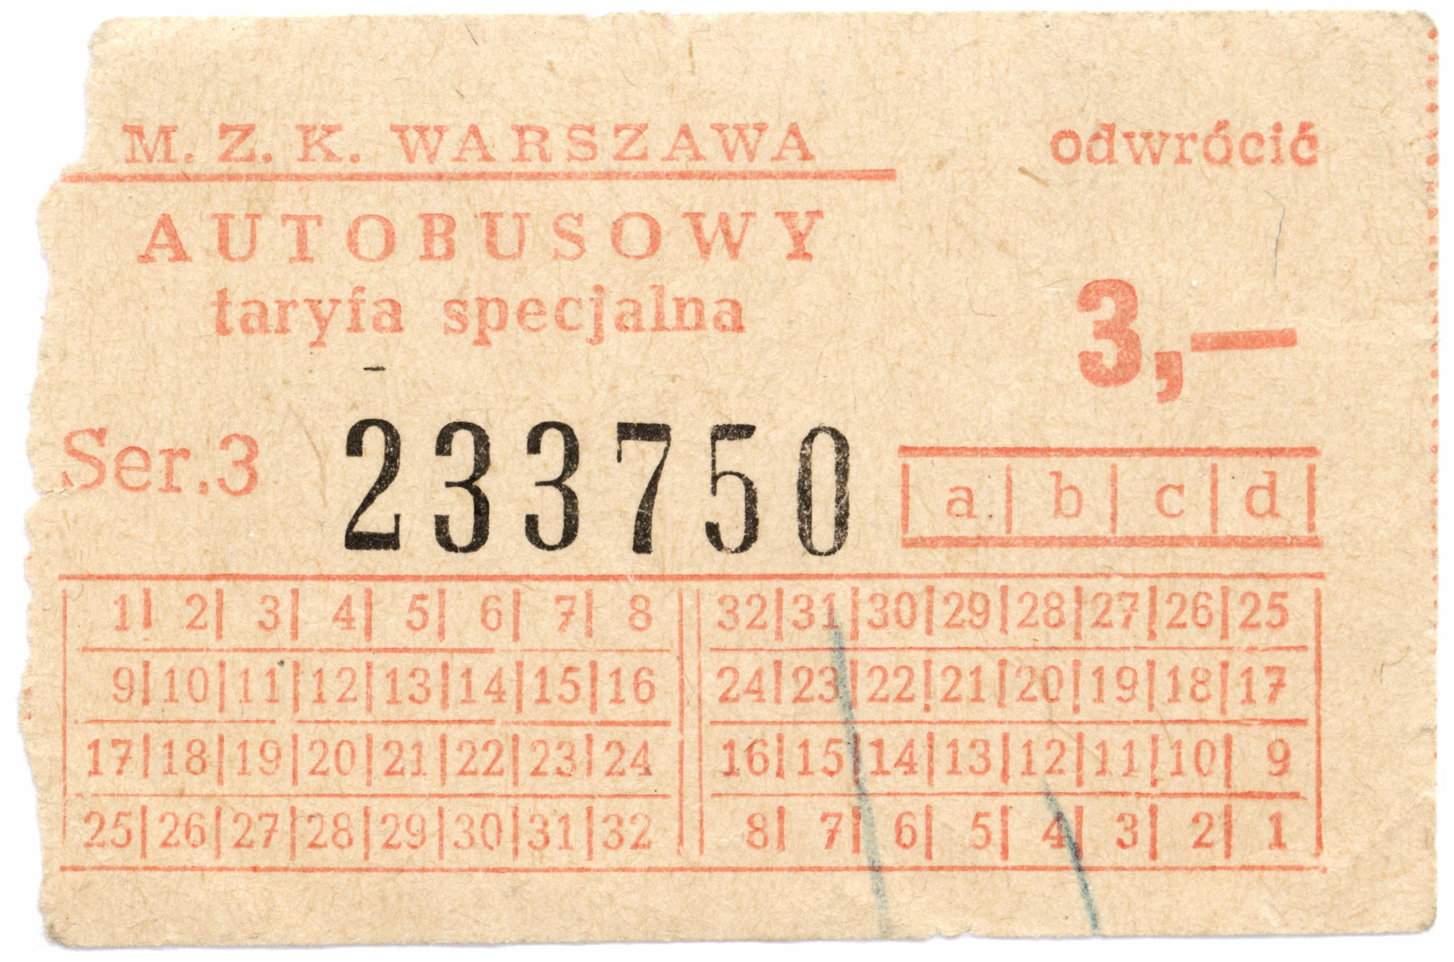 M. Z. K. WARSZAWA
odwrócić
AUTOBUSOWY
taryfa specjalna
3,—
Ser.3 233750
a b c d
1 2 3 4 5 6 7 8 32 31 30 29 28 27 26 25
9 10 11 12 13 14 15 16 24 23 22 21 20 19 18 17
17 18 19 20 21 22 23 24 16 15 14 13 12 11 10 9
25 26 27 28 29 30 31 32 8 7 6 5 4 3 2 1